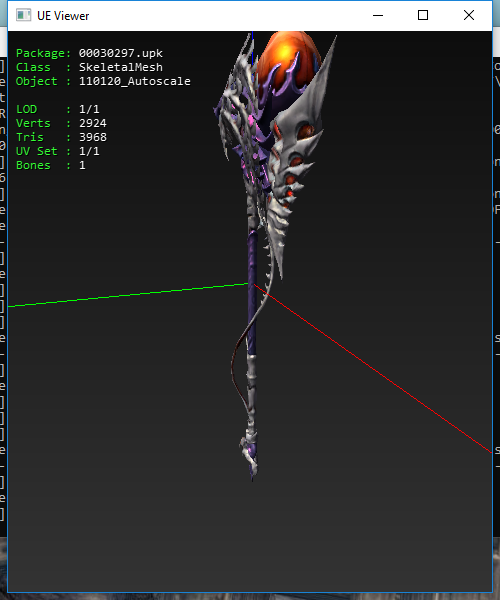 UE Viewer
Package: 00030297.upk
Class : SkeletalMesh
Object : 110120_Autoscale
LOD : 1/1
Verts : 2924
Tris : 3968
UV Set : 1/1
Bones : 1